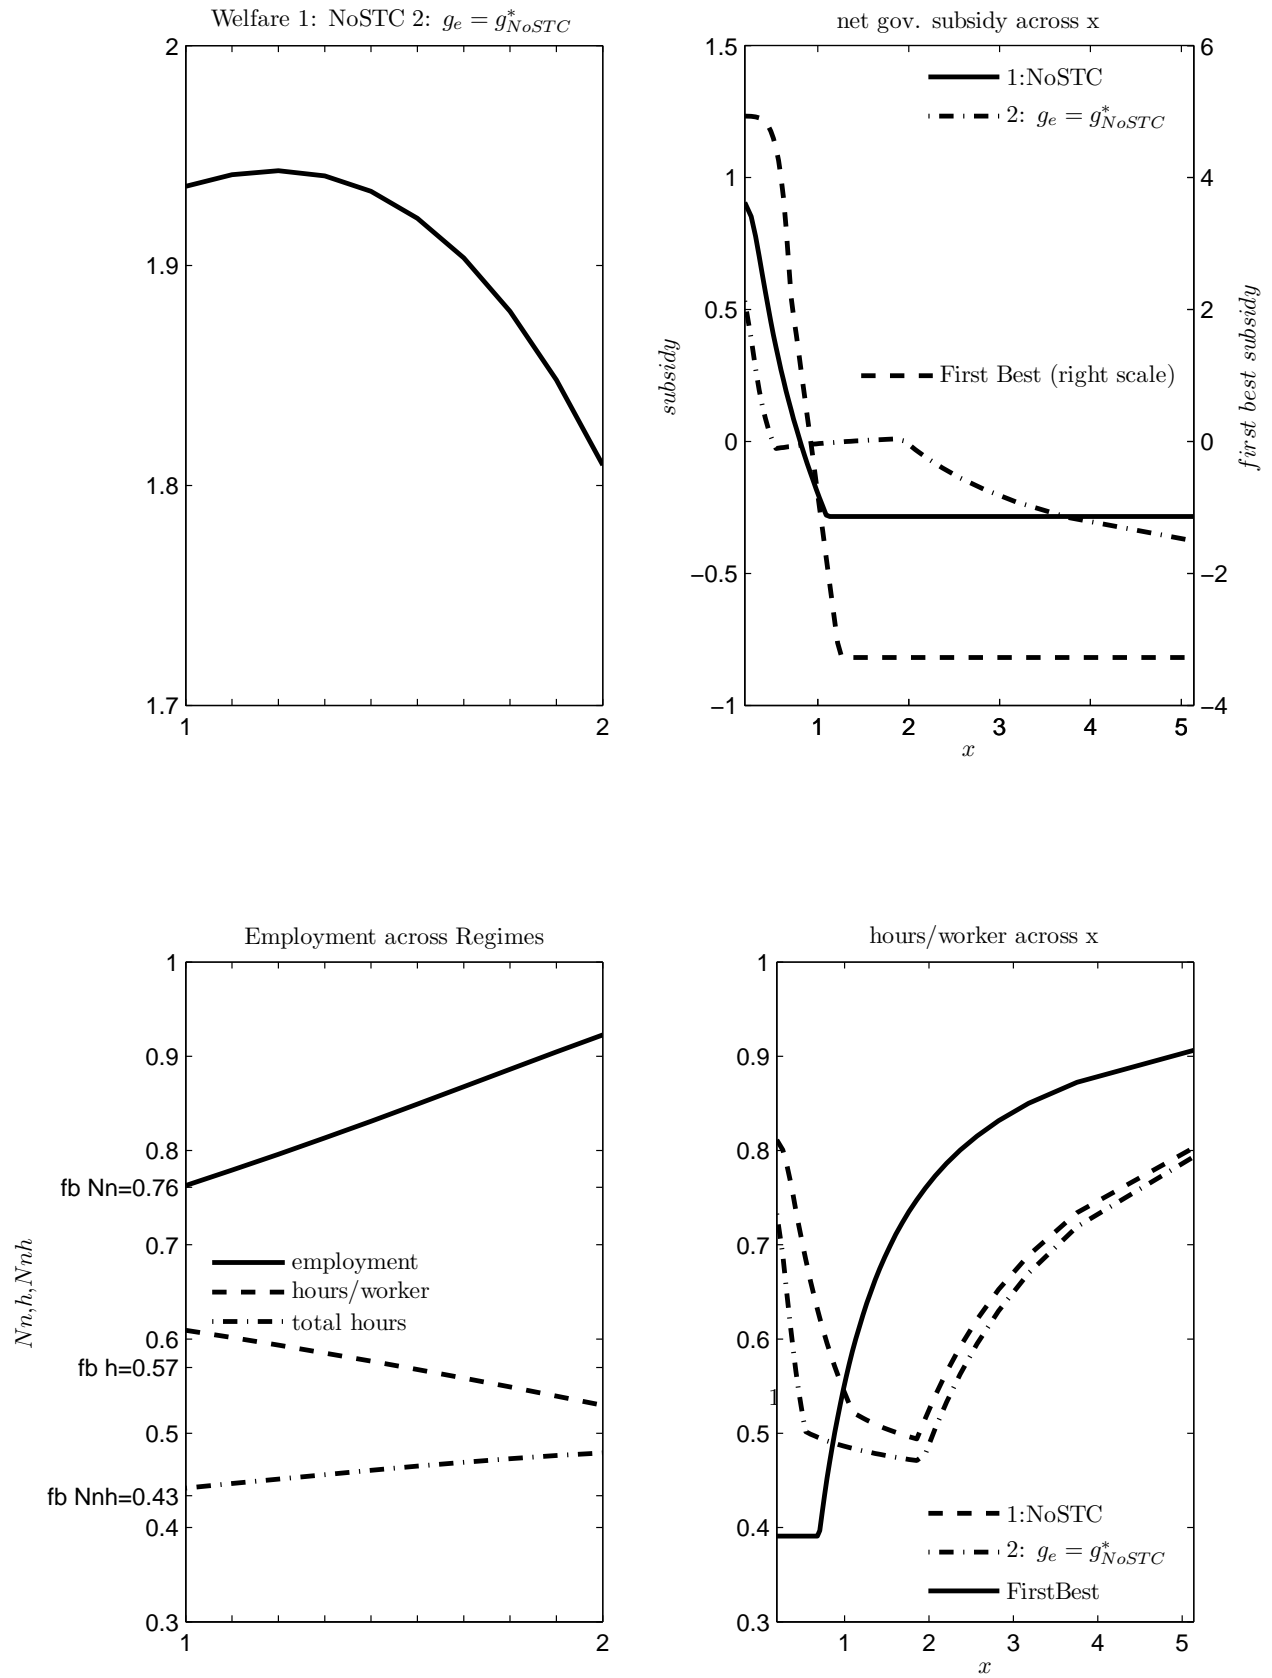 Welfare 1: NoSTC 2: g_e = g*_NoSTC
2
1.9
1.8
1.7
1 2
net gov. subsidy across x
1.5
1
0.5
0
−0.5
−1
subsidy
6
4
2
0
−2
−4
first best subsidy
1:NoSTC
2: g_e = g*_NoSTC
First Best (right scale)
1 2 3 4 5
x
Employment across Regimes
1
0.9
0.8
fb Nn=0.76
0.7
0.6
fb h=0.57
0.5
fb Nnh=0.43
0.4
0.3
Nn,h,Nnh
employment
hours/worker
total hours
1 2
hours/worker across x
1
0.9
0.8
0.7
0.6
1
0.5
0.4
0.3
1:NoSTC
2: g_e = g*_NoSTC
FirstBest
1 2 3 4 5
x